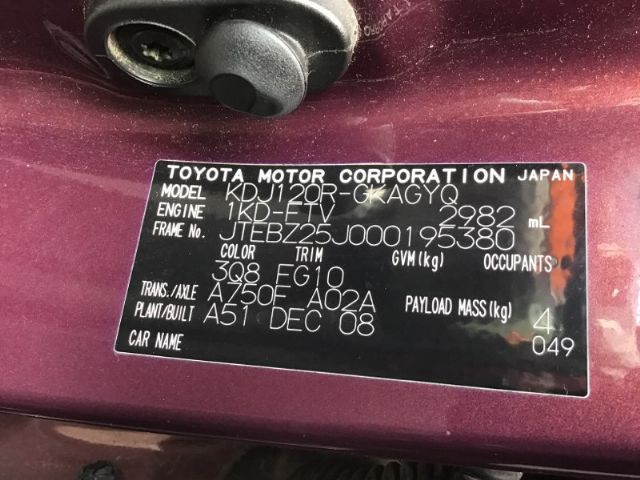 TOYOTA MOTOR CORPORATION JAPAN
MODEL KDJ120R-GKAGYQ
ENGINE 1KD-FTV 2982 mL
FRAME No. JTEBZ25J000195380
COLOR TRIM GVM(kg) OCCUPANTS
3Q8 FG10
TRANS./AXLE A750F A02A PAYLOAD MASS(kg) 4
PLANT/BUILT A51 DEC 08 049
CAR NAME